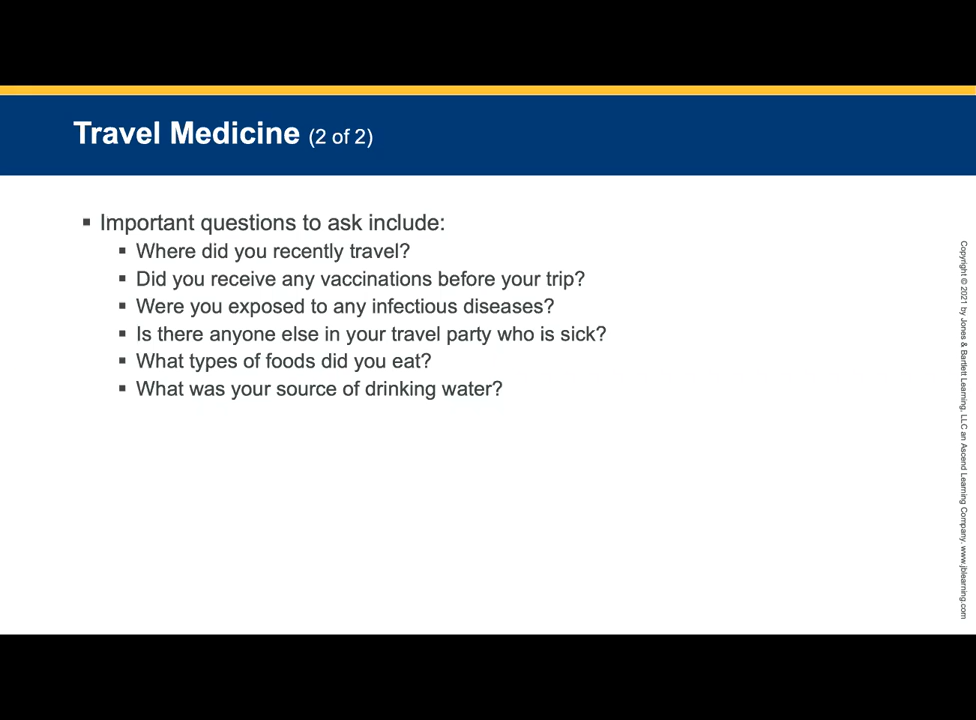 Travel Medicine (2 of 2)
▪ Important questions to ask include:
▪ Where did you recently travel?
▪ Did you receive any vaccinations before your trip?
▪ Were you exposed to any infectious diseases?
▪ Is there anyone else in your travel party who is sick?
▪ What types of foods did you eat?
▪ What was your source of drinking water?
Copyright © 2021 by Jones & Bartlett Learning, LLC an Ascend Learning Company. www.jblearning.com